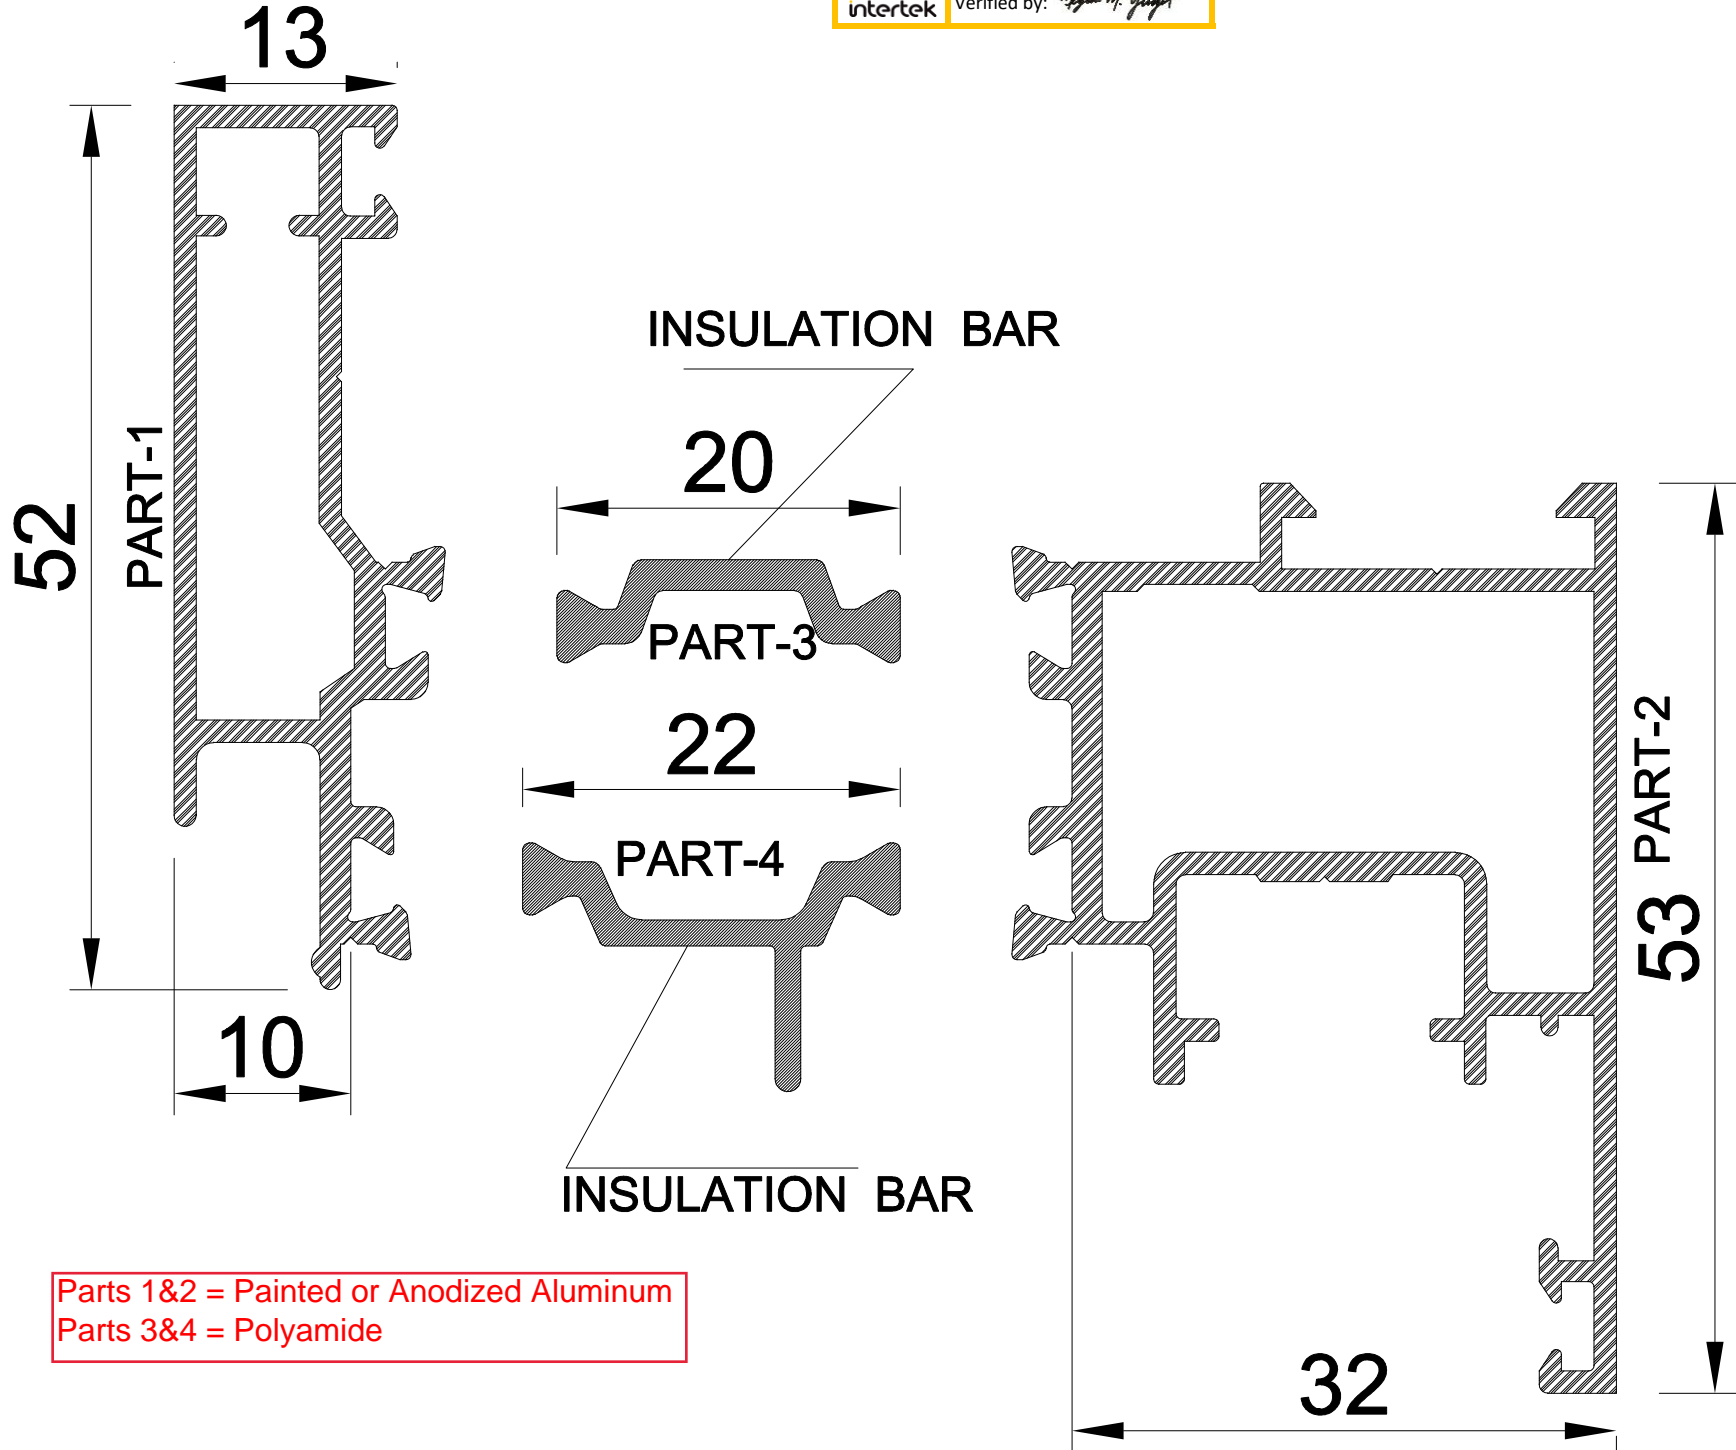 intertek
Verified by:
13
52
PART-1
INSULATION BAR
20
PART-3
22
PART-4
PART-2
53
10
INSULATION BAR
Parts 1&2 = Painted or Anodized Aluminum
Parts 3&4 = Polyamide
32